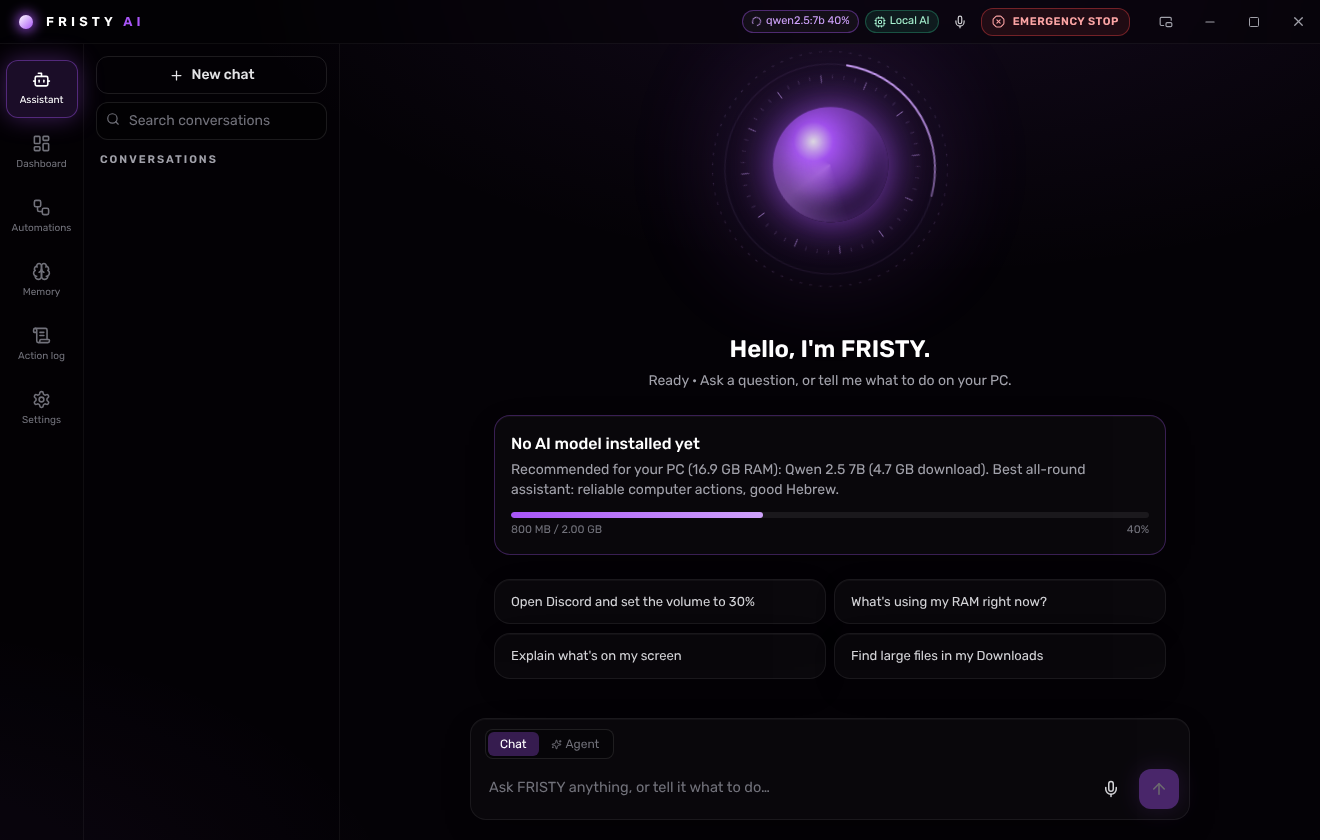 FRISTY AI
qwen2.5:7b 40%
Local AI
EMERGENCY STOP
Assistant
Dashboard
Automations
Memory
Action log
Settings
New chat
Search conversations
CONVERSATIONS
Hello, I'm FRISTY.
Ready • Ask a question, or tell me what to do on your PC.
No AI model installed yet
Recommended for your PC (16.9 GB RAM): Qwen 2.5 7B (4.7 GB download). Best all-round
assistant: reliable computer actions, good Hebrew.
800 MB / 2.00 GB
40%
Open Discord and set the volume to 30%
What's using my RAM right now?
Explain what's on my screen
Find large files in my Downloads
Chat
Agent
Ask FRISTY anything, or tell it what to do…